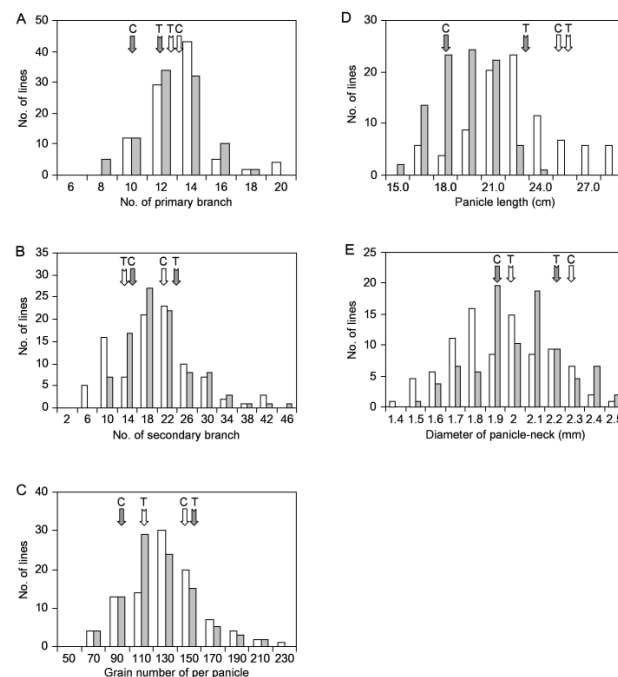 A
50
40
30
20
10
0
No. of lines
C T T C
6 8 10 12 14 16 18 20
No. of primary branch
B
35
30
25
20
15
10
5
0
No. of lines
T C C T
2 6 10 14 18 22 26 30 34 38 42 46
No. of secondary branch
C
40
30
20
10
0
No. of lines
C T C T
50 70 90 110 130 150 170 190 210 230
Grain number of per panicle
D
30
20
10
0
No. of lines
C T C T
15.0 18.0 21.0 24.0 27.0
Panicle length (cm)
E
25
20
15
10
5
0
No. of lines
C T T C
1.4 1.5 1.6 1.7 1.8 1.9 2 2.1 2.2 2.3 2.4 2.5
Diameter of panicle-neck (mm)